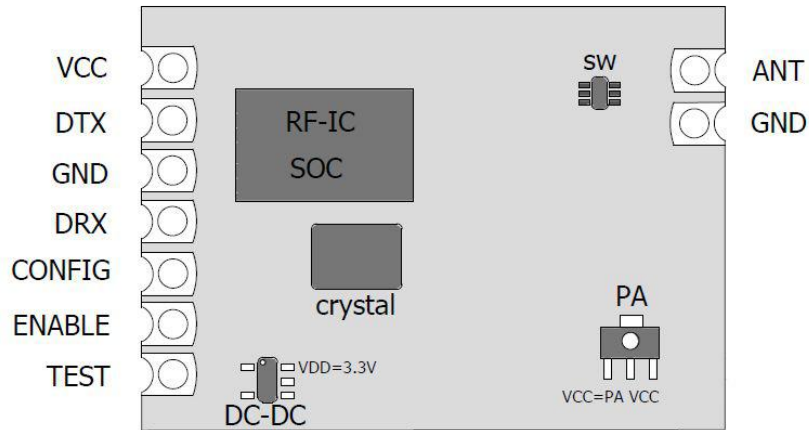 VCC
DTX
GND
DRX
CONFIG
ENABLE
TEST
RF-IC
SOC
crystal
VDD=3.3V
DC-DC
SW
ANT
GND
PA
VCC=PA VCC